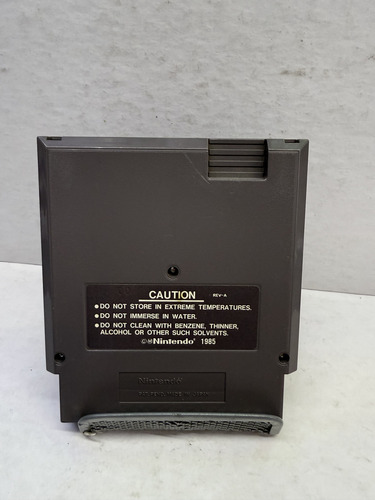 CAUTION REV-A
● DO NOT STORE IN EXTREME TEMPERATURES.
● DO NOT IMMERSE IN WATER.
● DO NOT CLEAN WITH BENZENE, THINNER,
ALCOHOL OR OTHER SUCH SOLVENTS.
©Nintendo® 1985
Nintendo®